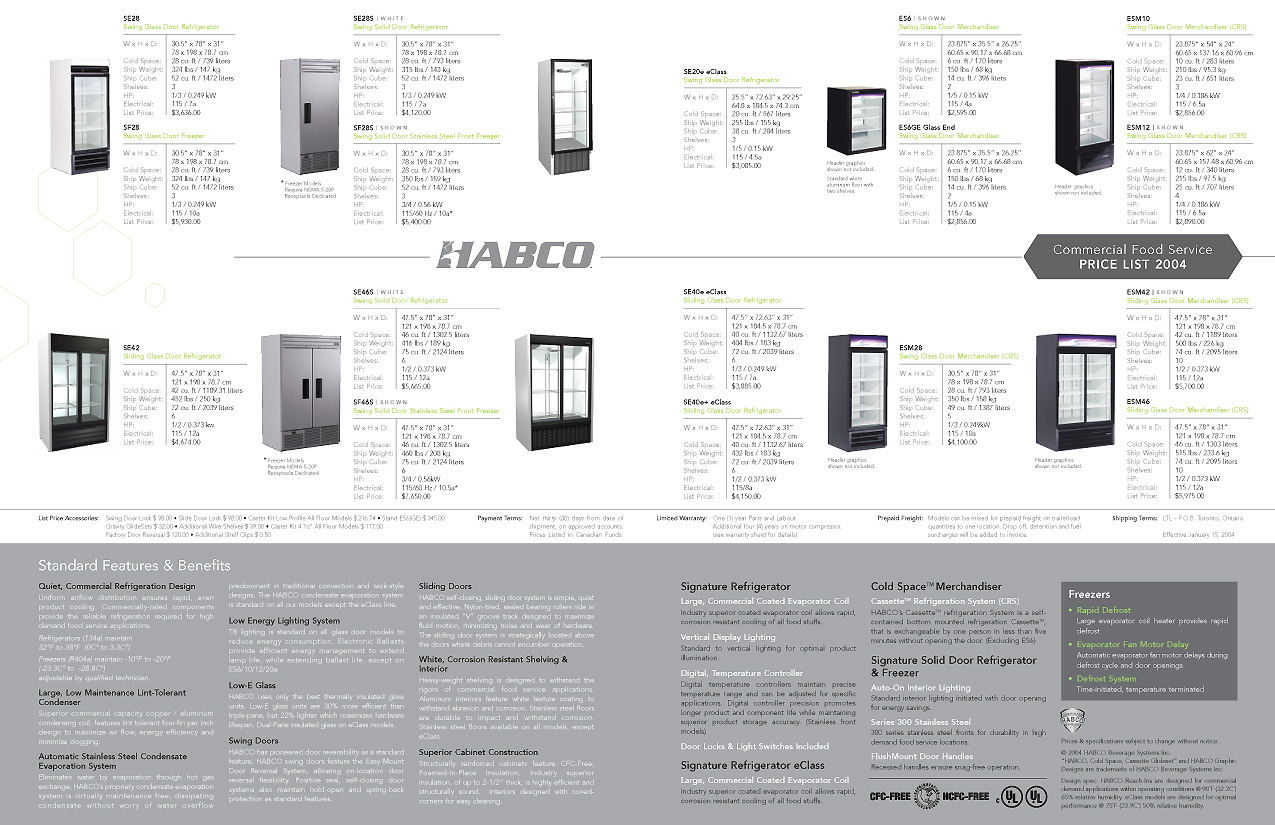 SE28
Swing Glass Door Refrigerator
W x H x D: 30.5" x 78" x 31"
78 x 198 x 78.7 cm
Cold Space: 28 cu. ft / 739 liters
Ship Weight: 324 lbs / 147 kg
Ship Cube: 52 cu. ft / 1472 liters
Shelves: 3
HP: 1/3 / 0.249 kW
Electrical: 115 / 7a
List Price: $3,636.00
SF28
Swing Glass Door Freezer
W x H x D: 30.5" x 78" x 31"
78 x 198 x 78.7 cm
Cold Space: 28 cu. ft / 739 liters
Ship Weight: 324 lbs / 147 kg
Ship Cube: 52 cu. ft / 1472 liters
Shelves: 3
HP: 1/3 / 0.249 kW
Electrical: 115 / 10a
List Price: $5,930.00
* Freezer Models
Require NEMA 5-20P
Receptacle Dedicated
SE28S | WHITE
Swing Solid Door Refrigerator
W x H x D: 30.5" x 78" x 31"
78 x 198 x 78.7 cm
Cold Space: 28 cu. ft / 793 liters
Ship Weight: 315 lbs / 143 kg
Ship Cube: 52 cu. ft / 1472 liters
Shelves: 3
HP: 1/3 / 0.249 kW
Electrical: 115 / 7a
List Price: $4,120.00
SF28S | SHOWN
Swing Solid Door Stainless Steel Front Freezer
W x H x D: 30.5" x 78" x 31"
78 x 198 x 78.7 cm
Cold Space: 28 cu. ft / 793 liters
Ship Weight: 350 lbs / 159 kg
Ship Cube: 52 cu. ft / 1472 liters
Shelves: 3
HP: 3/4 / 0.56 kW
Electrical: 115/60 Hz / 10a*
List Price: $5,400.00
SE20e eClass
Swing Glass Door Refrigerator
W x H x D: 25.5" x 72.63" x 29.25"
64.8 x 184.5 x 74.3 cm
Cold Space: 20 cu. ft / 567 liters
Ship Weight: 255 lbs / 155 kg
Ship Cube: 38 cu. ft / 284 liters
Shelves: 3
HP: 1/5 / 0.15 kW
Electrical: 115 / 4.5a
List Price: $3,085.00
Header graphics
shown not included.
Standard white
aluminum floor with
two shelves.
ES6 | SHOWN
Swing Glass Door Merchandiser
W x H x D: 23.875" x 35.5" x 26.25"
60.65 x 90.17 x 66.68 cm
Cold Space: 6 cu. ft / 170 liters
Ship Weight: 150 lbs / 68 kg
Ship Cube: 14 cu. ft / 396 liters
Shelves: 2
HP: 1/5 / 0.15 kW
Electrical: 115 / 4a
List Price: $2,595.00
ES6GE Glass End
Swing Glass Door Merchandiser
W x H x D: 23.875" x 35.5" x 26.25"
60.65 x 90.17 x 66.68 cm
Cold Space: 6 cu. ft / 170 liters
Ship Weight: 150 lbs / 68 kg
Ship Cube: 14 cu. ft / 396 liters
Shelves: 2
HP: 1/5 / 0.15 kW
Electrical: 115 / 4a
List Price: $2,856.00
Header graphics
shown not included.
ESM10
Swing Glass Door Merchandiser (CRS)
W x H x D: 23.875" x 54" x 24"
60.65 x 137.16 x 60.96 cm
Cold Space: 10 cu. ft / 283 liters
Ship Weight: 210 lbs / 95.3 kg
Ship Cube: 23 cu. ft / 651 liters
Shelves: 3
HP: 1/4 / 0.186 kW
Electrical: 115 / 6.5a
List Price: $2,856.00
ESM12 | SHOWN
Swing Glass Door Merchandiser (CRS)
W x H x D: 23.875" x 62" x 24"
60.65 x 157.48 x 60.96 cm
Cold Space: 12 cu. ft / 340 liters
Ship Weight: 215 lbs / 97.5 kg
Ship Cube: 25 cu. ft / 707 liters
Shelves: 4
HP: 1/4 / 0.186 kW
Electrical: 115 / 6.5a
List Price: $2,890.00
HABCO
Commercial Food Service
PRICE LIST 2004
SE42
Sliding Glass Door Refrigerator
W x H x D: 47.5" x 78" x 31"
121 x 198 x 78.7 cm
Cold Space: 42 cu. ft / 1189.31 liters
Ship Weight: 452 lbs / 250 kg
Ship Cube: 72 cu. ft / 2039 liters
Shelves: 6
HP: 1/2 / 0.373 kw
Electrical: 115 / 12a
List Price: $4,674.00
* Freezer Models
Require NEMA 5-20P
Receptacle Dedicated
SE46S | WHITE
Swing Solid Door Refrigerator
W x H x D: 47.5" x 78" x 31"
121 x 198 x 78.7 cm
Cold Space: 46 cu. ft / 1302.5 liters
Ship Weight: 416 lbs / 189 kg
Ship Cube: 75 cu. ft / 2124 liters
Shelves: 6
HP: 1/2 / 0.373 kW
Electrical: 115 / 12a
List Price: $5,665.00
SF46S | SHOWN
Swing Solid Door Stainless Steel Front Freezer
W x H x D: 47.5" x 78" x 31"
121 x 198 x 78.7 cm
Cold Space: 46 cu. ft / 1302.5 liters
Ship Weight: 460 lbs / 208 kg
Ship Cube: 75 cu. ft / 2124 liters
Shelves: 6
HP: 3/4 / 0.56kW
Electrical: 115/60 Hz / 10.5a*
List Price: $7,650.00
SE40e eClass
Sliding Glass Door Refrigerator
W x H x D: 47.5" x 72.63" x 31"
121 x 184.5 x 78.7 cm
Cold Space: 40 cu. ft / 1132.67 liters
Ship Weight: 404 lbs / 183 kg
Ship Cube: 72 cu. ft / 2039 liters
Shelves: 6
HP: 1/3 / 0.249 kW
Electrical: 115 / 7a
List Price: $3,885.00
SE40e+ eClass
Sliding Glass Door Refrigerator
W x H x D: 47.5" x 72.63" x 31"
121 x 184.5 x 78.7 cm
Cold Space: 40 cu. ft / 1132.67 liters
Ship Weight: 432 lbs / 183 kg
Ship Cube: 72 cu. ft / 2039 liters
Shelves: 6
HP: 1/2 / 0.373 kW
Electrical: 115/8a
List Price: $4,150.00
Header graphics
shown not included.
ESM28
Swing Glass Door Merchandiser (CRS)
W x H x D: 30.5" x 78" x 31"
78 x 198 x 78.7 cm
Cold Space: 28 cu. ft / 793 liters
Ship Weight: 350 lbs / 158 kg
Ship Cube: 49 cu. ft / 1387 liters
Shelves: 5
HP: 1/3 / 0.249kW
Electrical: 115 / 10a
List Price: $4,100.00
Header graphics
shown not included.
ESM42 | SHOWN
Sliding Glass Door Merchandiser (CRS)
W x H x D: 47.5" x 78" x 31"
121 x 198 x 78.7 cm
Cold Space: 42 cu. ft / 1189 liters
Ship Weight: 500 lbs / 226 kg
Ship Cube: 74 cu. ft / 2095 liters
Shelves: 10
HP: 1/2 / 0.373 kW
Electrical: 115 / 12a
List Price: $5,700.00
ESM46
Sliding Glass Door Merchandiser (CRS)
W x H x D: 47.5" x 78" x 31"
121 x 198 x 78.7 cm
Cold Space: 46 cu. ft / 1303 liters
Ship Weight: 515 lbs / 233.6 kg
Ship Cube: 74 cu. ft / 2095 liters
Shelves: 10
HP: 1/2 / 0.373 kW
Electrical: 115 / 12a
List Price: $5,975.00
List Price Accessories: Swing Door Lock $ 98.00 • Slide Door Lock $ 98.00 • Caster Kit Low Profile All Floor Models $ 216.74 • Stand ES6(GE) $ 345.00
Gravity GlideSets $ 32.00 • Additional Wire Shelves $ 39.00 • Caster Kit 4 ½" All Floor Models $ 117.00
Factory Door Reversal $ 120.00 • Additional Shelf Clips $ 0.50
Payment Terms: Net thirty (30) days from date of
shipment, on approved accounts.
Prices Listed in Canadian Funds.
Limited Warranty: One (1) year Parts and Labour.
Additional four (4) years on motor compressor.
(see warranty sheet for details)
Prepaid Freight: Models can be mixed for prepaid freight on trailerload
quantities to one location. Drop off, detention and fuel
surcharges will be added to invoice.
Shipping Terms: LTL – F.O.B. Toronto, Ontario
Effective January 15, 2004
Standard Features & Benefits
Quiet, Commercial Refrigeration Design
Uniform airflow distribution ensures rapid, even
product cooling. Commercially-rated components
provide the reliable refrigeration required for high
demand food service applications.
Refrigerators (134a) maintain
32°F to 38°F (0C° to 3.3C°)
Freezers (R404a) maintain -10°F to -20°F
(-23.3C° to -28.8C°)
adjustable by qualified technician.
Large, Low Maintenance Lint-Tolerant
Condenser
Superior commercial capacity copper / aluminum
condensing coil, features lint tolerant four-fin per inch
design to maximize air flow, energy efficiency and
minimize clogging.
Automatic Stainless Steel Condensate
Evaporation System
Eliminates water by evaporation through hot gas
exchange. HABCO's propriety condensate evaporation
system is virtually maintenance free, dissipating
condensate without worry of water overflow
predominant in traditional convection and wick-style
designs. The HABCO condensate evaporation system
is standard on all our models except the eClass line.
Low Energy Lighting System
T8 lighting is standard on all glass door models to
reduce energy consumption. Electronic Ballasts
provide efficient energy management to extend
lamp life, while extending ballast life, except on
ES6/10/12/20e
Low-E Glass
HABCO uses only the best thermally insulated glass
units. Low-E glass units are 30% more efficient than
triple-pane, but 22% lighter which maximizes hardware
lifespan. Dual-Pane insulated glass on eClass models.
Swing Doors
HABCO has pioneered door reversibility as a standard
feature. HABCO swing doors feature the Easy-Mount
Door Reversal System, allowing on-location door
reversal flexibility. Positive seal, self-closing door
systems also maintain hold-open and spring-back
protection as standard features.
Sliding Doors
HABCO self-closing, sliding door system is simple, quiet
and effective. Nylon-tired, sealed bearing rollers ride in
an insulated "V" groove track designed to maximize
fluid motion, minimizing noise and wear of hardware.
The sliding door system is strategically located above
the doors where debris cannot encumber operation.
White, Corrosion Resistant Shelving &
Interior
Heavy-weight shelving is designed to withstand the
rigors of commercial food service applications.
Aluminum interiors feature white texture coating to
withstand abrasion and corrosion. Stainless steel floors
are durable to impact and withstand corrosion.
Stainless steel floors available on all models, except
eClass
Superior Cabinet Construction
Structurally reinforced cabinets feature CFC-Free,
Foamed-In-Place Insulation. Industry superior
insulation, of up to 2-1/2" thick, is highly efficient and
structurally sound. Interiors designed with coved-
corners for easy cleaning.
Signature Refrigerator
Large, Commercial Coated Evaporator Coil
Industry superior coated evaporator coil allows rapid,
corrosion resistant cooling of all food stuffs.
Vertical Display Lighting
Standard to vertical lighting for optimal product
illumination.
Digital, Temperature Controller
Digital temperature controllers maintain precise
temperature range and can be adjusted for specific
applications. Digital controller precision promotes
longer product and component life while maintaining
superior product storage accuracy. (Stainless front
models)
Door Locks & Light Switches Included
Signature Refrigerator eClass
Large, Commercial Coated Evaporator Coil
Industry superior coated evaporator coil allows rapid,
corrosion resistant cooling of all food stuffs.
Cold Space™ Merchandiser
Cassette™ Refrigeration System (CRS)
HABCO's Cassette™ refrigeration System is a self-
contained bottom mounted refrigeration Cassette™,
that is exchangeable by one person in less than five
minutes without opening the door. (Excluding ES6)
Signature Solid Door Refrigerator
& Freezer
Auto-On Interior Lighting
Standard interior lighting initiated with door opening
for energy savings.
Series 300 Stainless Steel
300 series stainless steel fronts for durability in high
demand food service locations.
FlushMount Door Handles
Recessed handles ensure snag-free operation.
CFC-FREE HCFC-FREE c UL UL
Freezers
• Rapid Defrost
Large evaporator coil heater provides rapid
defrost
• Evaporator Fan Motor Delay
Automatic evaporator fan motor delays during
defrost cycle and door openings
• Defrost System
Time-initiated, temperature terminated
HABCO
Prices & specifications subject to change without notice.
© 2004 HABCO Beverage Systems Inc.
"HABCO, Cold Space, Cassette Glideset" and HABCO Graphic
Designs are trademarks of HABCO Beverage Systems Inc.
Design spec: HABCO Reach-Ins are designed for commercial
demand applications within operating conditions @ 90°F (32.2C°)
65% relative humidity. eClass models are designed for optimal
performance @ 75°F (23.9C°) 50% relative humidity.